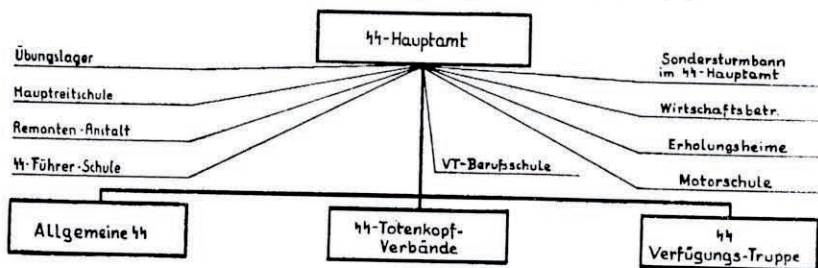 ᛋᛋ-Hauptamt
Übungslager
Hauptreitschule
Remonten-Anstalt
ᛋᛋ-Führer-Schule
VT-Berufsschule
Sondersturmbann
im ᛋᛋ-Hauptamt
Wirtschaftsbetr.
Erholungsheime
Motorschule
Allgemeine ᛋᛋ
ᛋᛋ-Totenkopf-
Verbände
ᛋᛋ
Verfügungs-Truppe